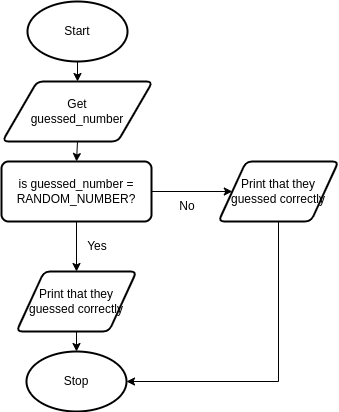 Start
Get
guessed_number
is guessed_number =
RANDOM_NUMBER?
No
Print that they
guessed correctly
Yes
Print that they
guessed correctly
Stop